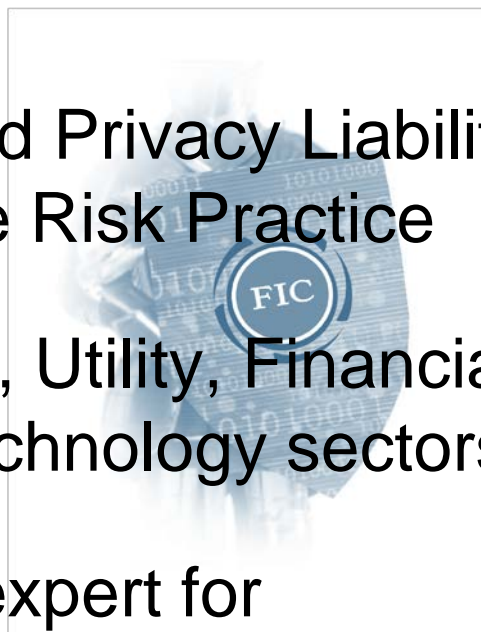 d Privacy Liabilit
e Risk Practice
FIC
, Utility, Financia
chnology sectors
expert for